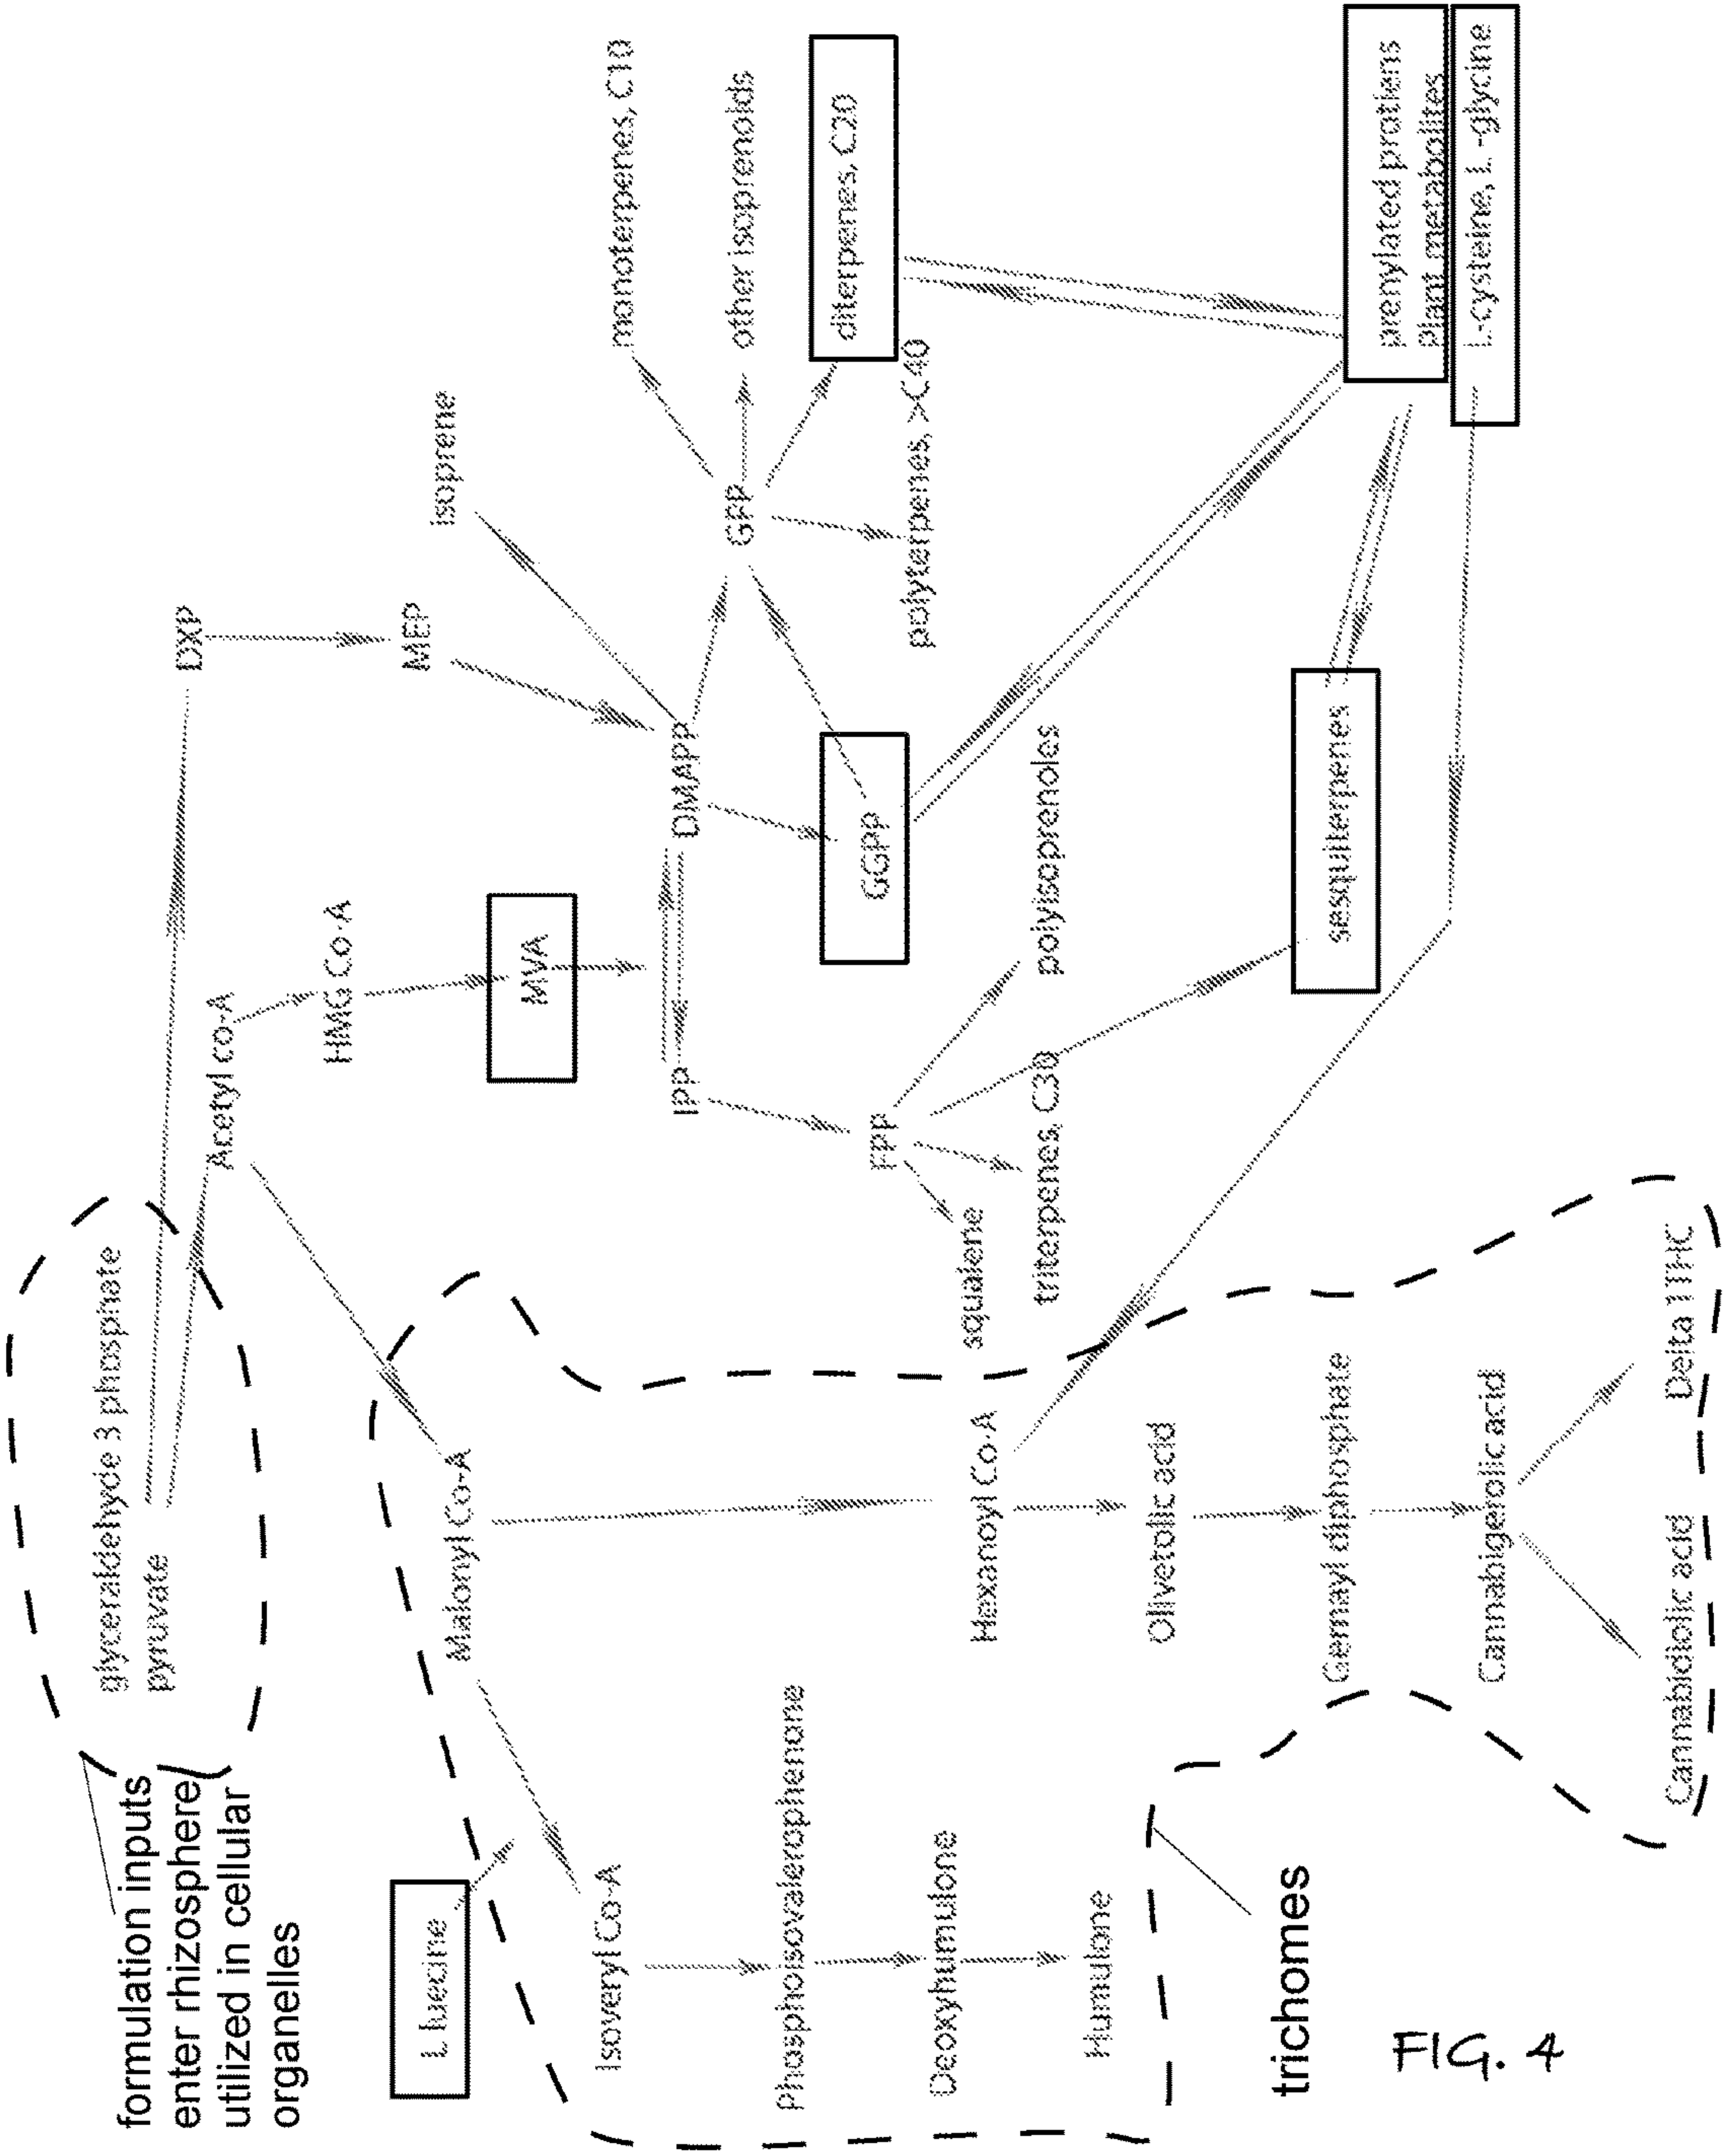 formulation inputs
enter rhizosphere
utilized in cellular
organelles
glyceraldehyde 3 phosphate
pyruvate
DXP
Acetyl co-A
HMG Co-A
MEP
isoprene
L luecine
Malonyl Co-A
MVA
Isoveryl Co-A
IPP
DMAPP
GPP
monoterpenes, C10
other isoprenoids
diterpenes, C20
polyterpenes, >C40
Phosphoisovalerophenone
FPP
GGPP
Deoxyhumulone
Hexanoyl Co-A
squalene
triterpenes, C30
polyisoprenoles
Humulone
Olivetolic acid
trichomes
Gernayl diphosphate
sesquiterpenes
prenylated protiens
Plant metabolites
L-cysteine, L -glycine
Cannabigerolic acid
Cannabidiolic acid
Delta 1THC
FIG. 4